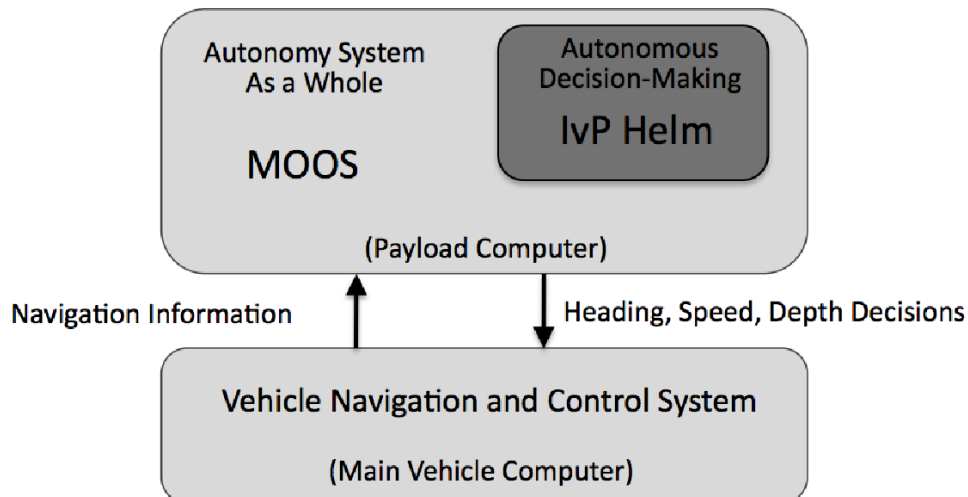 Autonomy System
As a Whole
MOOS
Autonomous
Decision-Making
IvP Helm
(Payload Computer)
Navigation Information
Heading, Speed, Depth Decisions
Vehicle Navigation and Control System
(Main Vehicle Computer)